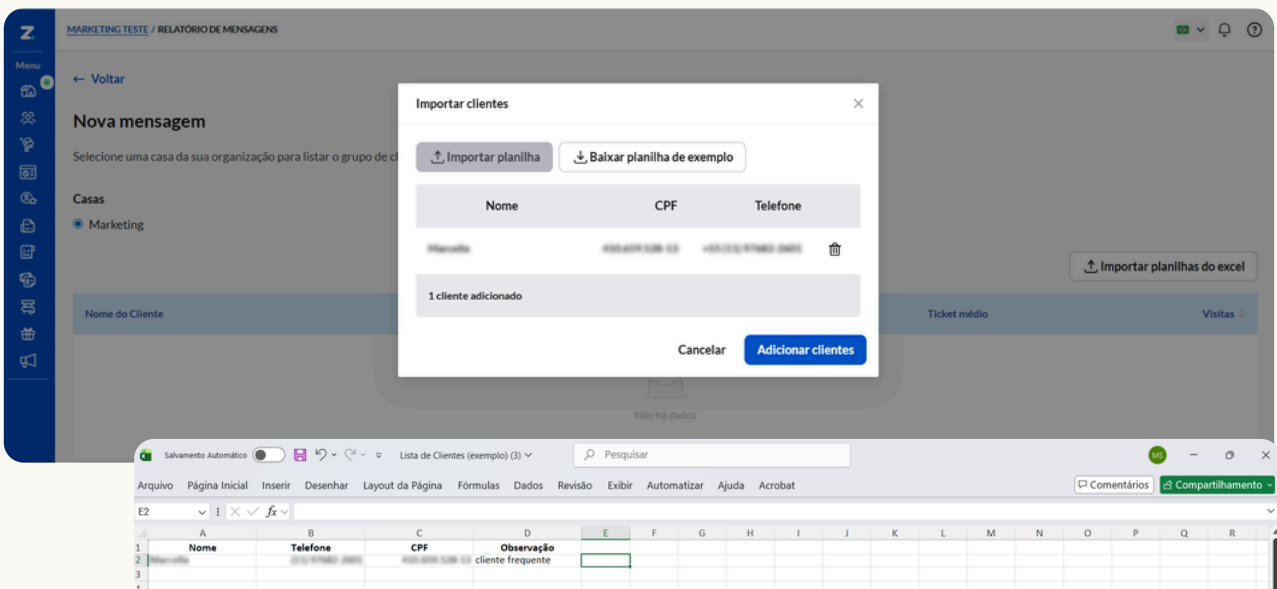 Z.
MARKETING TESTE / RELATÓRIO DE MENSAGENS
Menu
← Voltar
Nova mensagem
Selecione uma casa da sua organização para listar o grupo de cl
Casas
Marketing
Importar planilhas do excel
Nome do Cliente
Ticket médio
Visitas
Não há dados
Importar clientes
Importar planilha
Baixar planilha de exemplo
Nome CPF Telefone
1 cliente adicionado
Cancelar Adicionar clientes
Salvamento Automático Lista de Clientes (exemplo) (3) Pesquisar MS
Arquivo Página Inicial Inserir Desenhar Layout da Página Fórmulas Dados Revisão Exibir Automatizar Ajuda Acrobat Comentários Compartilhamento
E2 fx
A B C D E F G H I J K L M N O P Q R
1 Nome Telefone CPF Observação
2 cliente frequente
3